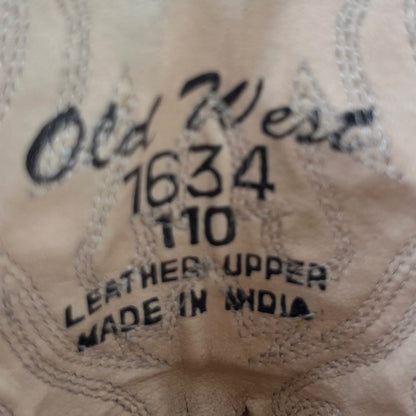 Old West
1634
110
LEATHER UPPER
MADE IN INDIA